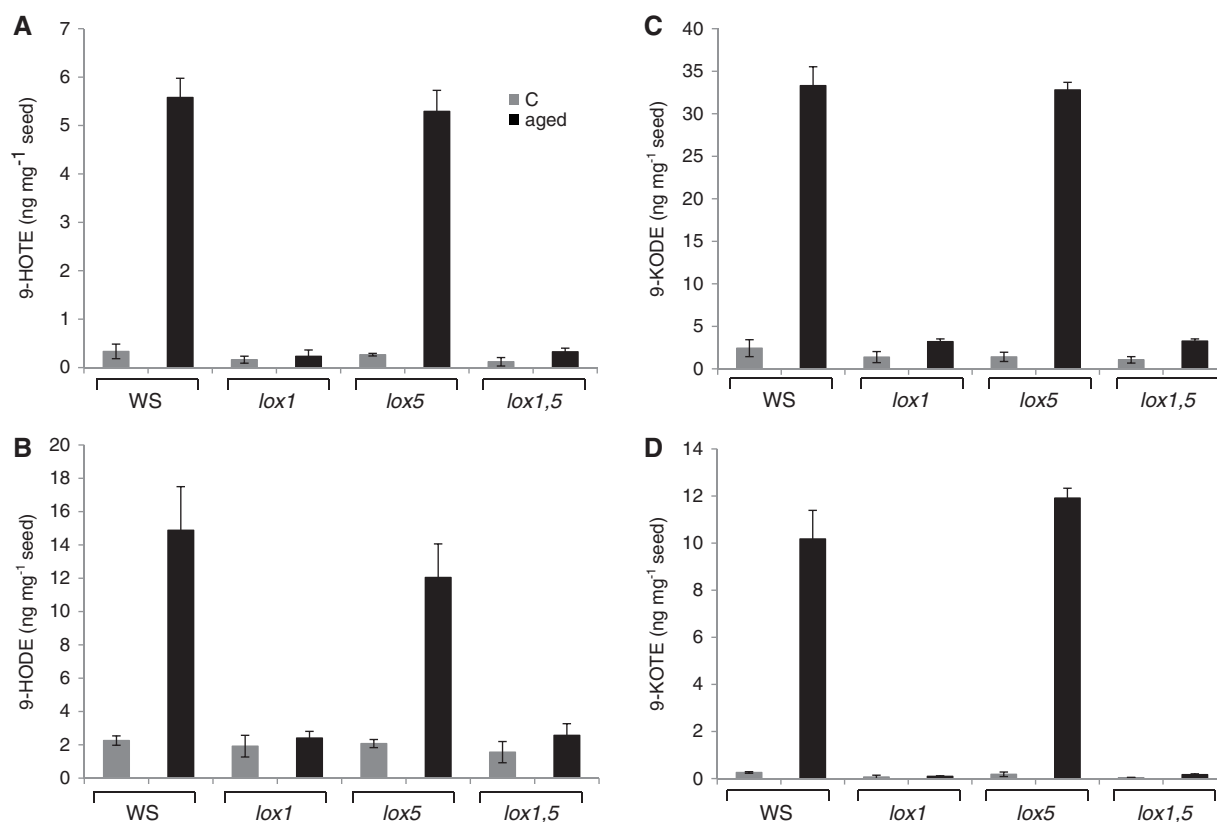 A
9-HOTE (ng mg⁻¹ seed)
7
6
5
4
3
2
1
0
C
aged
WS
lox1
lox5
lox1,5
C
9-KODE (ng mg⁻¹ seed)
40
35
30
25
20
15
10
5
0
WS
lox1
lox5
lox1,5
B
9-HODE (ng mg⁻¹ seed)
20
18
16
14
12
10
8
6
4
2
0
WS
lox1
lox5
lox1,5
D
9-KOTE (ng mg⁻¹ seed)
14
12
10
8
6
4
2
0
WS
lox1
lox5
lox1,5